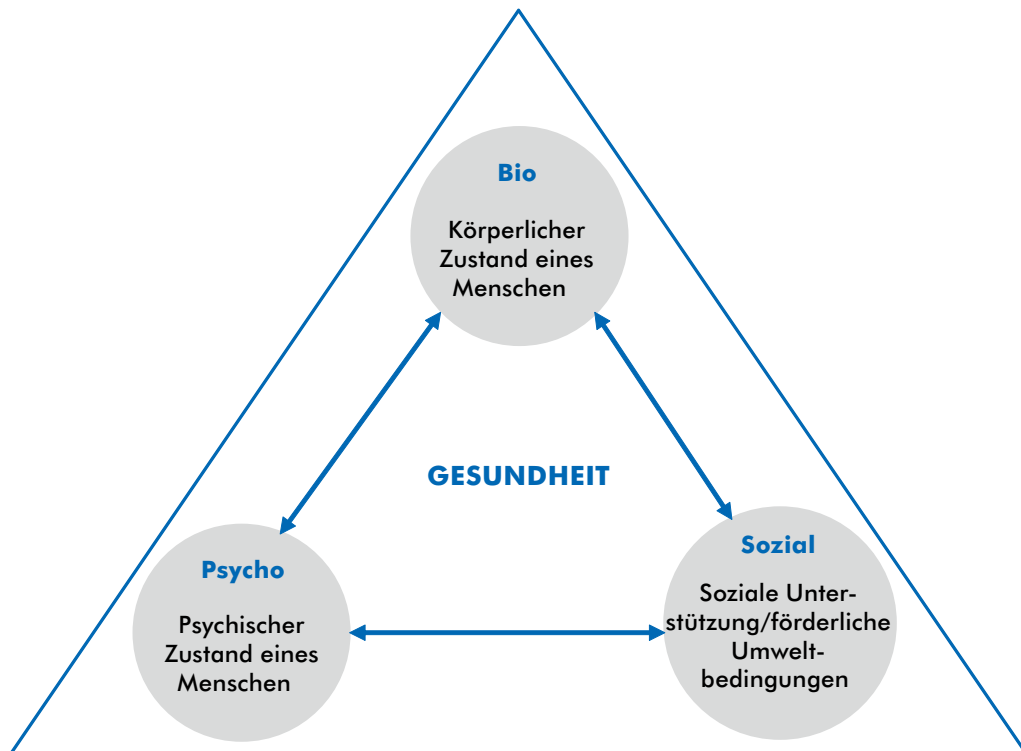 Bio
Körperlicher
Zustand eines
Menschen
GESUNDHEIT
Psycho
Psychischer
Zustand eines
Menschen
Sozial
Soziale Unter-
stützung/förderliche
Umwelt-
bedingungen